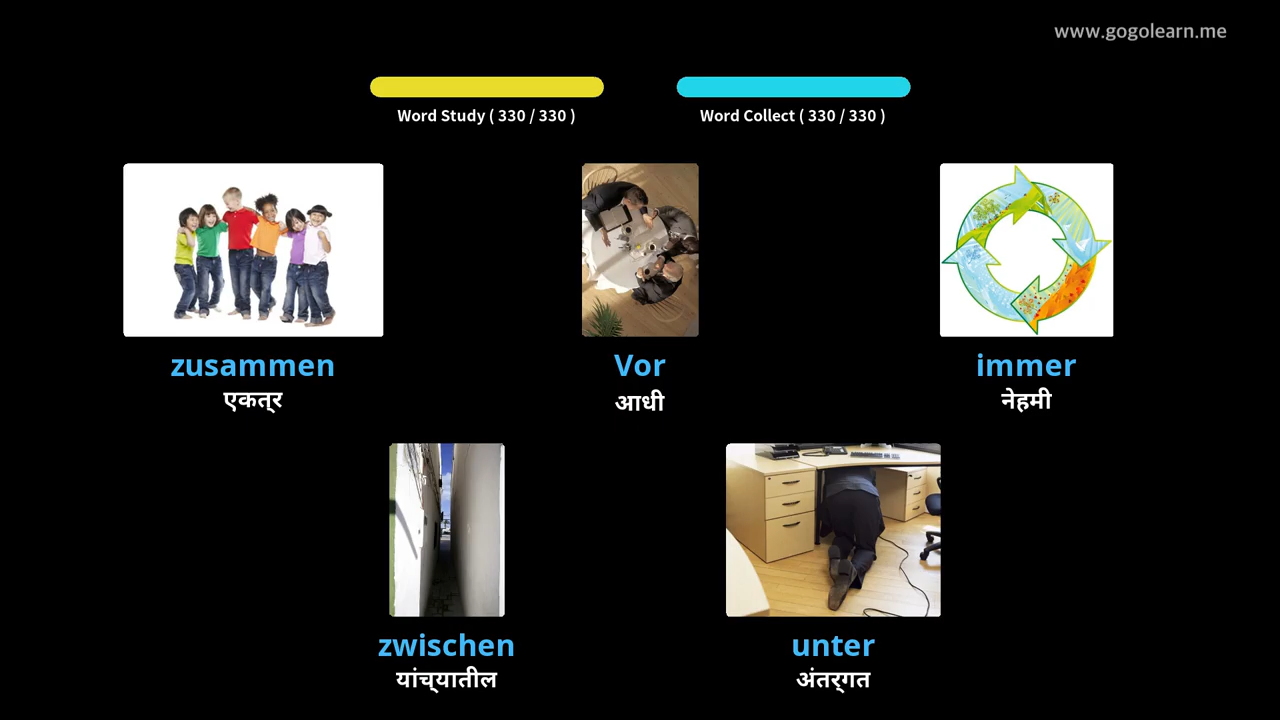 www.gogolearn.me
Word Study ( 330 / 330 )
Word Collect ( 330 / 330 )
zusammen
एकत्र
Vor
आधी
immer
नेहमी
zwischen
यांच्यातील
unter
अंतर्गत